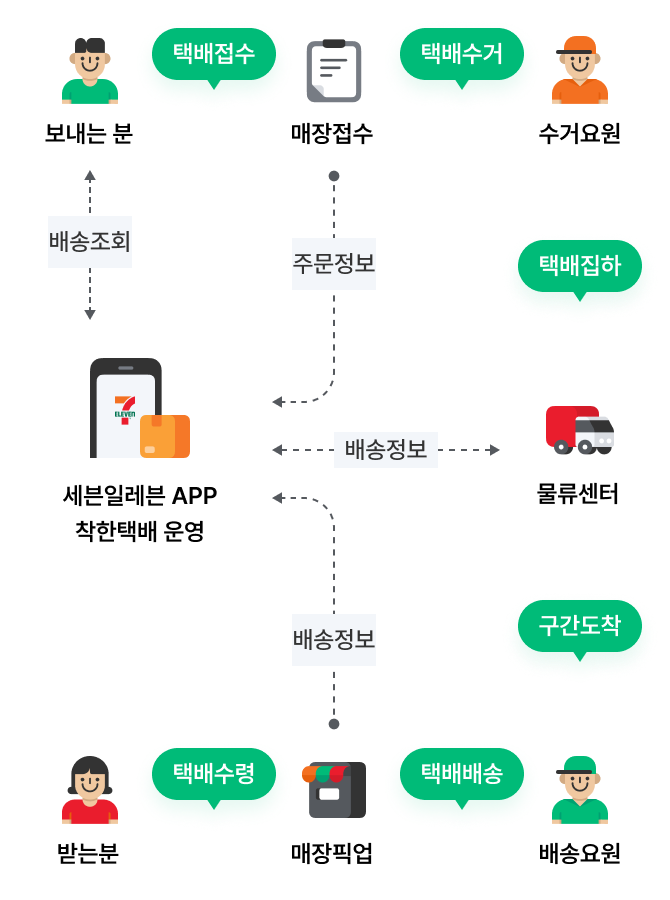 택배접수
택배수거
보내는 분
매장접수
수거요원
배송조회
주문정보
택배집하
7
ELEVEN
배송정보
세븐일레븐 APP
착한택배 운영
물류센터
배송정보
구간도착
택배수령
택배배송
받는분
매장픽업
배송요원